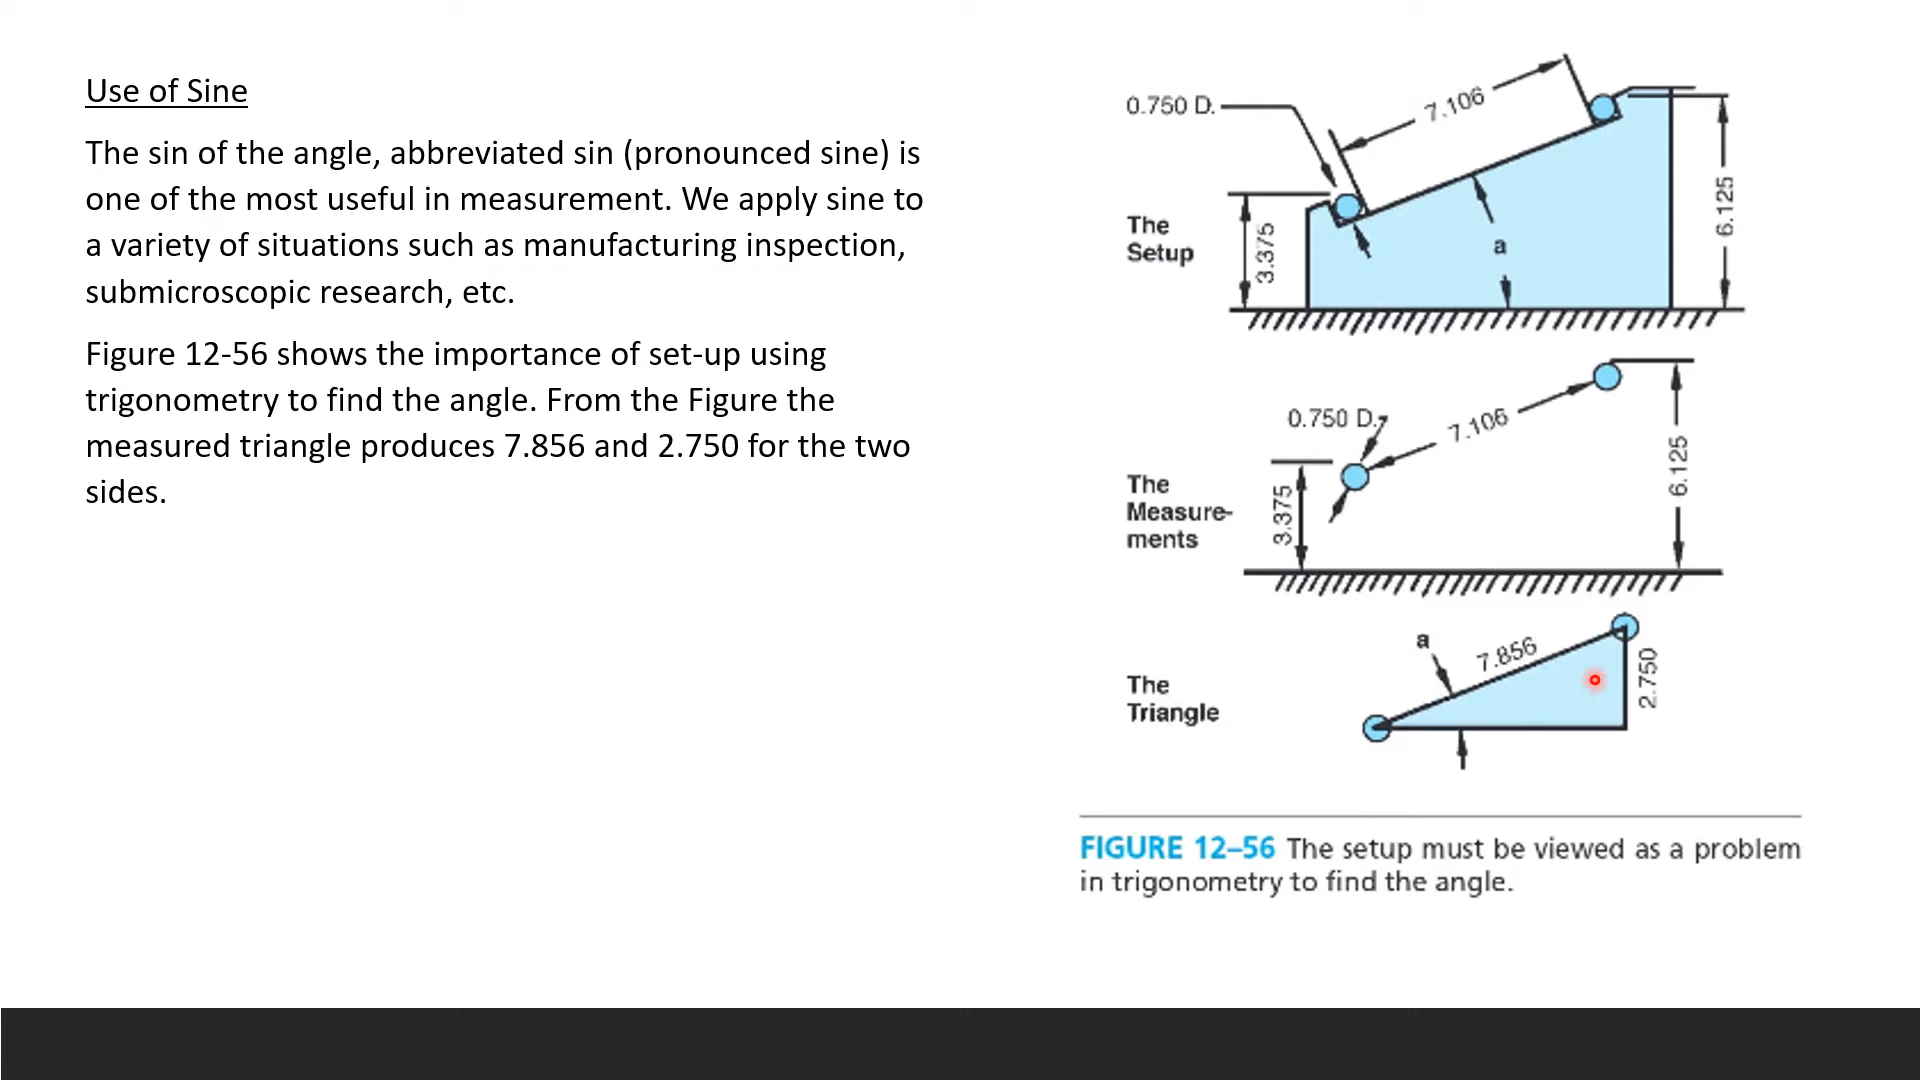 Use of Sine
The sin of the angle, abbreviated sin (pronounced sine) is
one of the most useful in measurement. We apply sine to
a variety of situations such as manufacturing inspection,
submicroscopic research, etc.
Figure 12-56 shows the importance of set-up using
trigonometry to find the angle. From the Figure the
measured triangle produces 7.856 and 2.750 for the two
sides.
0.750 D.
7.106
The
Setup
3.375
a
6.125
0.750 D.
7.106
The
Measure-
ments
3.375
6.125
a
7.856
The
Triangle
2.750
FIGURE 12–56 The setup must be viewed as a problem
in trigonometry to find the angle.